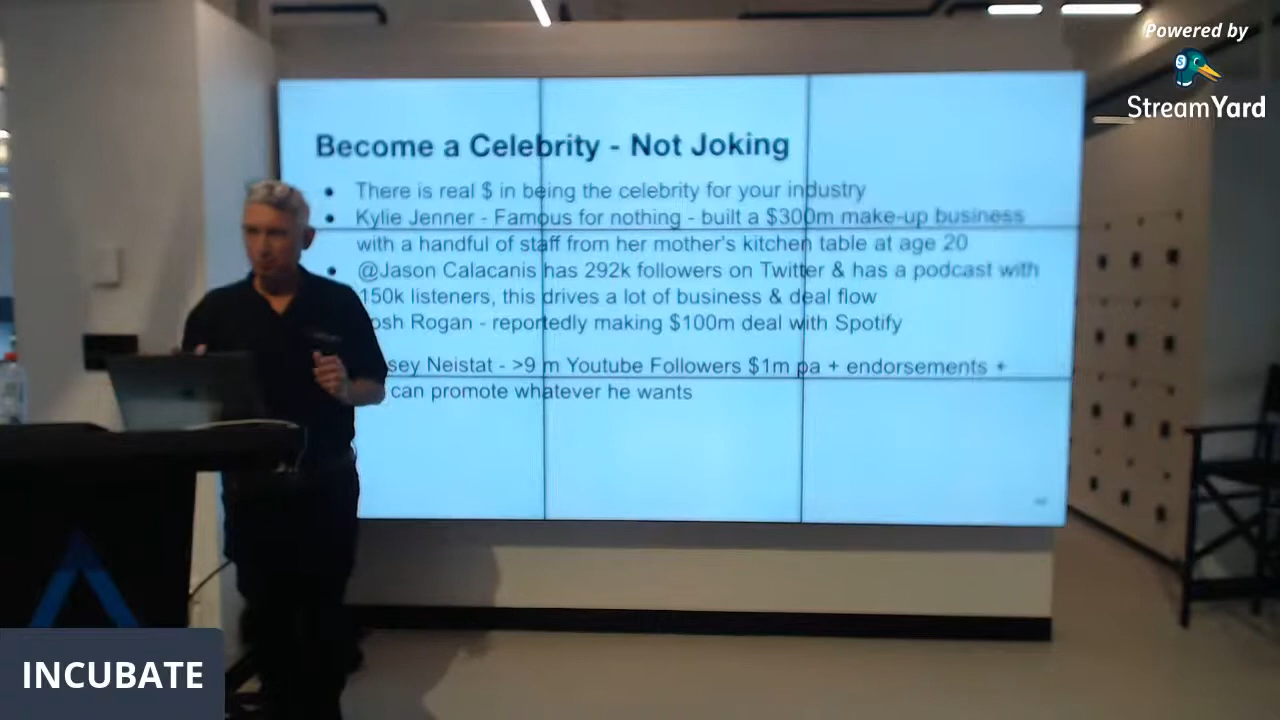 Powered by
StreamYard
Become a Celebrity - Not Joking
• There is real $ in being the celebrity for your industry
• Kylie Jenner - Famous for nothing - built a $300m make-up business
with a handful of staff from her mother's kitchen table at age 20
• @Jason Calacanis has 292k followers on Twitter & has a podcast with
150k listeners, this drives a lot of business & deal flow
osh Rogan - reportedly making $100m deal with Spotify
sey Neistat - >9 m Youtube Followers $1m pa + endorsements +
can promote whatever he wants
INCUBATE